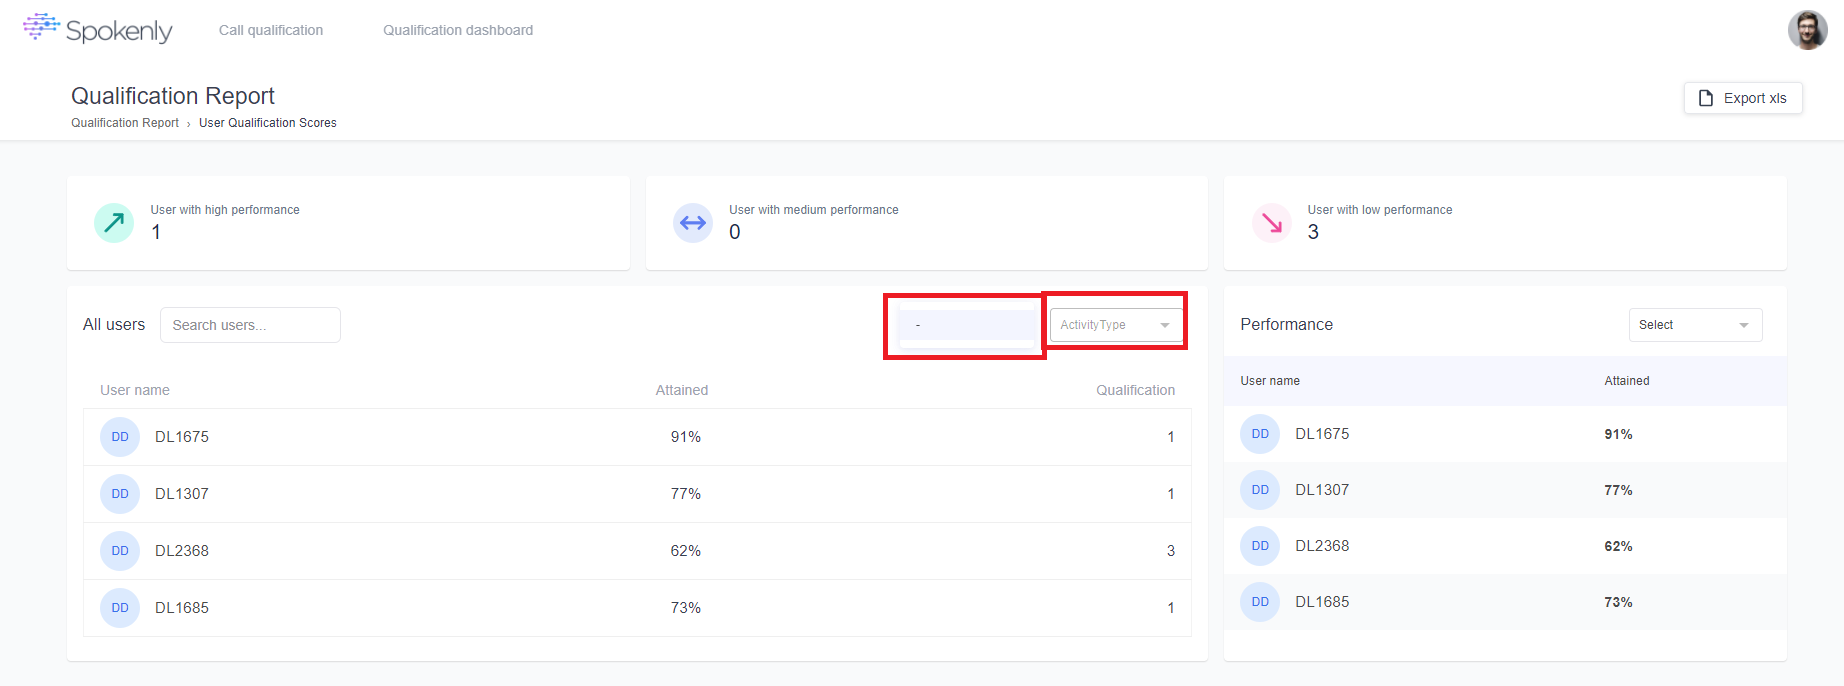 Spokenly
Call qualification
Qualification dashboard
Qualification Report
Qualification Report › User Qualification Scores
Export xls
User with high performance
1
User with medium performance
0
User with low performance
3
All users
Search users...
-
ActivityType
User name Attained Qualification
DD DL1675 91% 1
DD DL1307 77% 1
DD DL2368 62% 3
DD DL1685 73% 1
Performance
Select
User name Attained
DD DL1675 91%
DD DL1307 77%
DD DL2368 62%
DD DL1685 73%